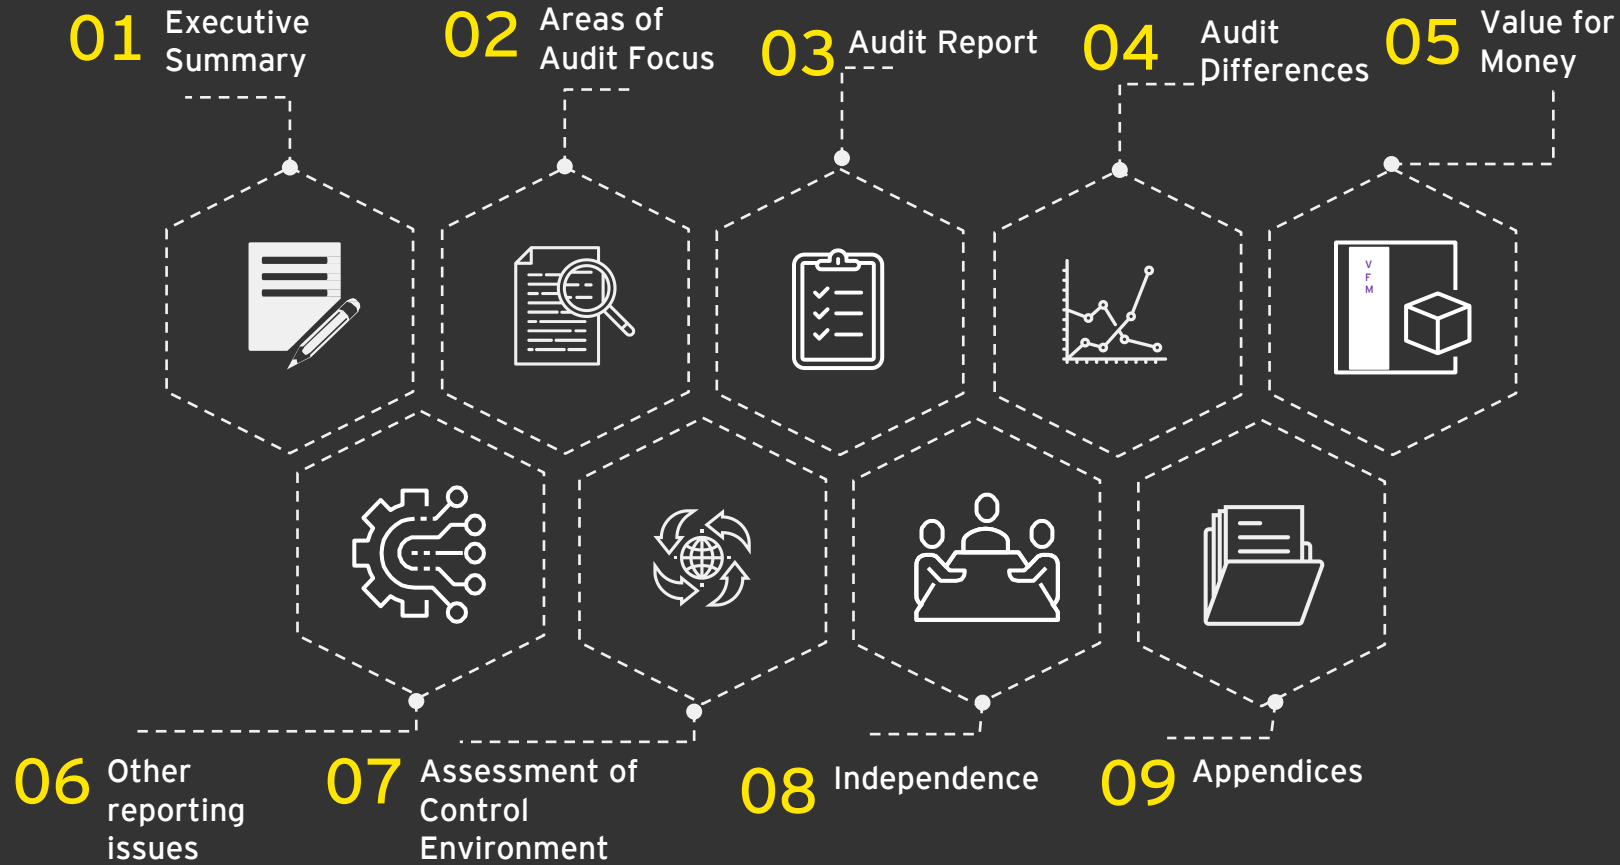 01 Executive
Summary
02 Areas of
Audit Focus
03 Audit Report
04 Audit
Differences
05 Value for
Money
V
F
M
06 Other
reporting
issues
07 Assessment of
Control
Environment
08 Independence
09 Appendices